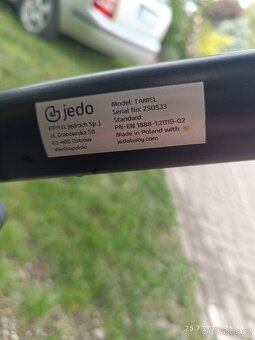 jedo
P.P.H.U. Jędroch Sp. j.
ul. Grabowska 50
63-400 Ostrów
Wielkopolski
Model: TAMEL
Serial No: 250533
Standard:
PN-EN 1888-1:2019-02
Made in Poland with
jedobaby.com